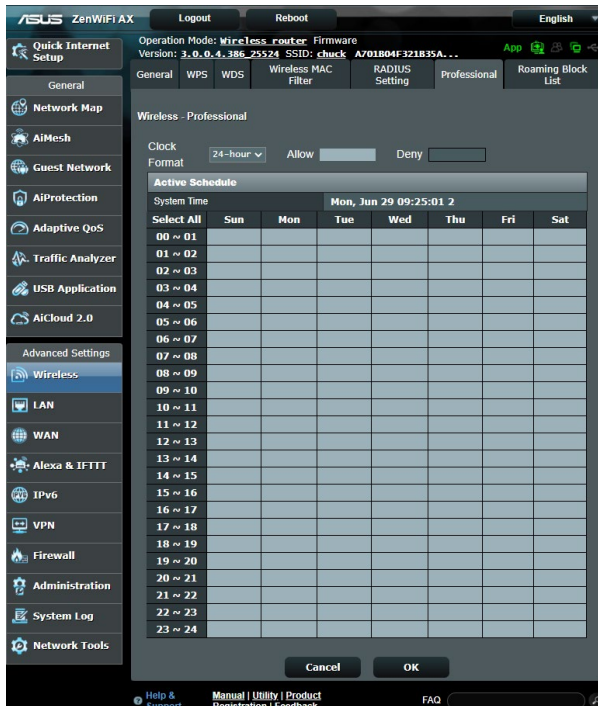 ASUS ZenWiFi AX Logout Reboot English
Quick Internet Setup
Operation Mode: Wireless router Firmware
Version: 3.0.0.4.386_25524 SSID: chuck A701B04F321B35A...
App
General WPS WDS Wireless MAC Filter RADIUS Setting Professional Roaming Block List
General
Network Map
AiMesh
Guest Network
AiProtection
Adaptive QoS
Traffic Analyzer
USB Application
AiCloud 2.0
Advanced Settings
Wireless
LAN
WAN
Alexa & IFTTT
IPv6
VPN
Firewall
Administration
System Log
Network Tools
Wireless - Professional
Clock Format 24-hour Allow Deny
Active Schedule
System Time Mon, Jun 29 09:25:01 2
Select All Sun Mon Tue Wed Thu Fri Sat
00 ~ 01
01 ~ 02
02 ~ 03
03 ~ 04
04 ~ 05
05 ~ 06
06 ~ 07
07 ~ 08
08 ~ 09
09 ~ 10
10 ~ 11
11 ~ 12
12 ~ 13
13 ~ 14
14 ~ 15
15 ~ 16
16 ~ 17
17 ~ 18
18 ~ 19
19 ~ 20
20 ~ 21
21 ~ 22
22 ~ 23
23 ~ 24
Cancel OK
Help & Support
Manual | Utility | Product
Registration | Feedback
FAQ